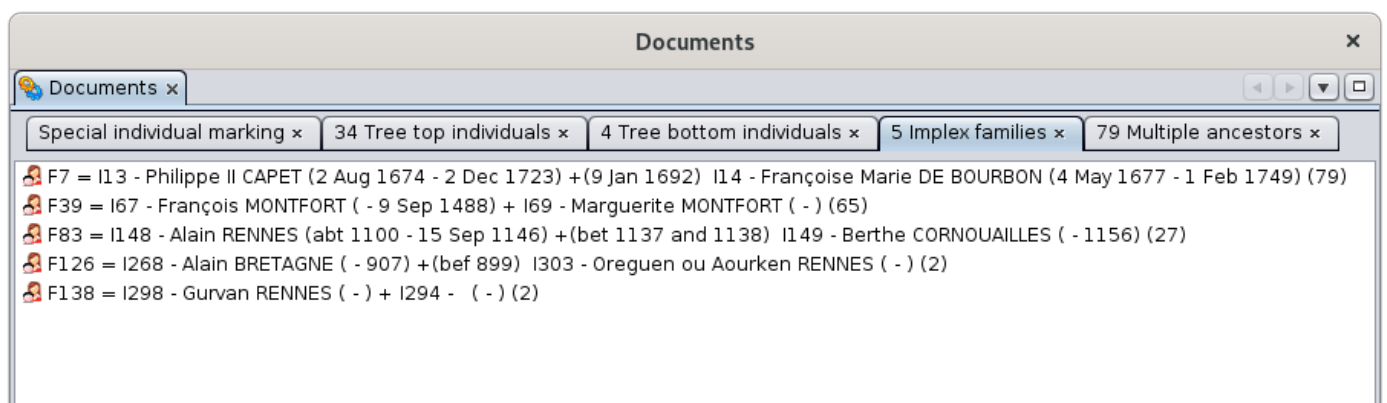 Documents ×
Documents ×
Special individual marking × 34 Tree top individuals × 4 Tree bottom individuals × 5 Implex families × 79 Multiple ancestors ×
F7 = I13 - Philippe II CAPET (2 Aug 1674 - 2 Dec 1723) +(9 Jan 1692)  I14 - Françoise Marie DE BOURBON (4 May 1677 - 1 Feb 1749) (79)
F39 = I67 - François MONTFORT ( - 9 Sep 1488) + I69 - Marguerite MONTFORT ( - ) (65)
F83 = I148 - Alain RENNES (abt 1100 - 15 Sep 1146) +(bet 1137 and 1138)  I149 - Berthe CORNOUAILLES ( - 1156) (27)
F126 = I268 - Alain BRETAGNE ( - 907) +(bef 899)  I303 - Oreguen ou Aourken RENNES ( - ) (2)
F138 = I298 - Gurvan RENNES ( - ) + I294 -  ( - ) (2)